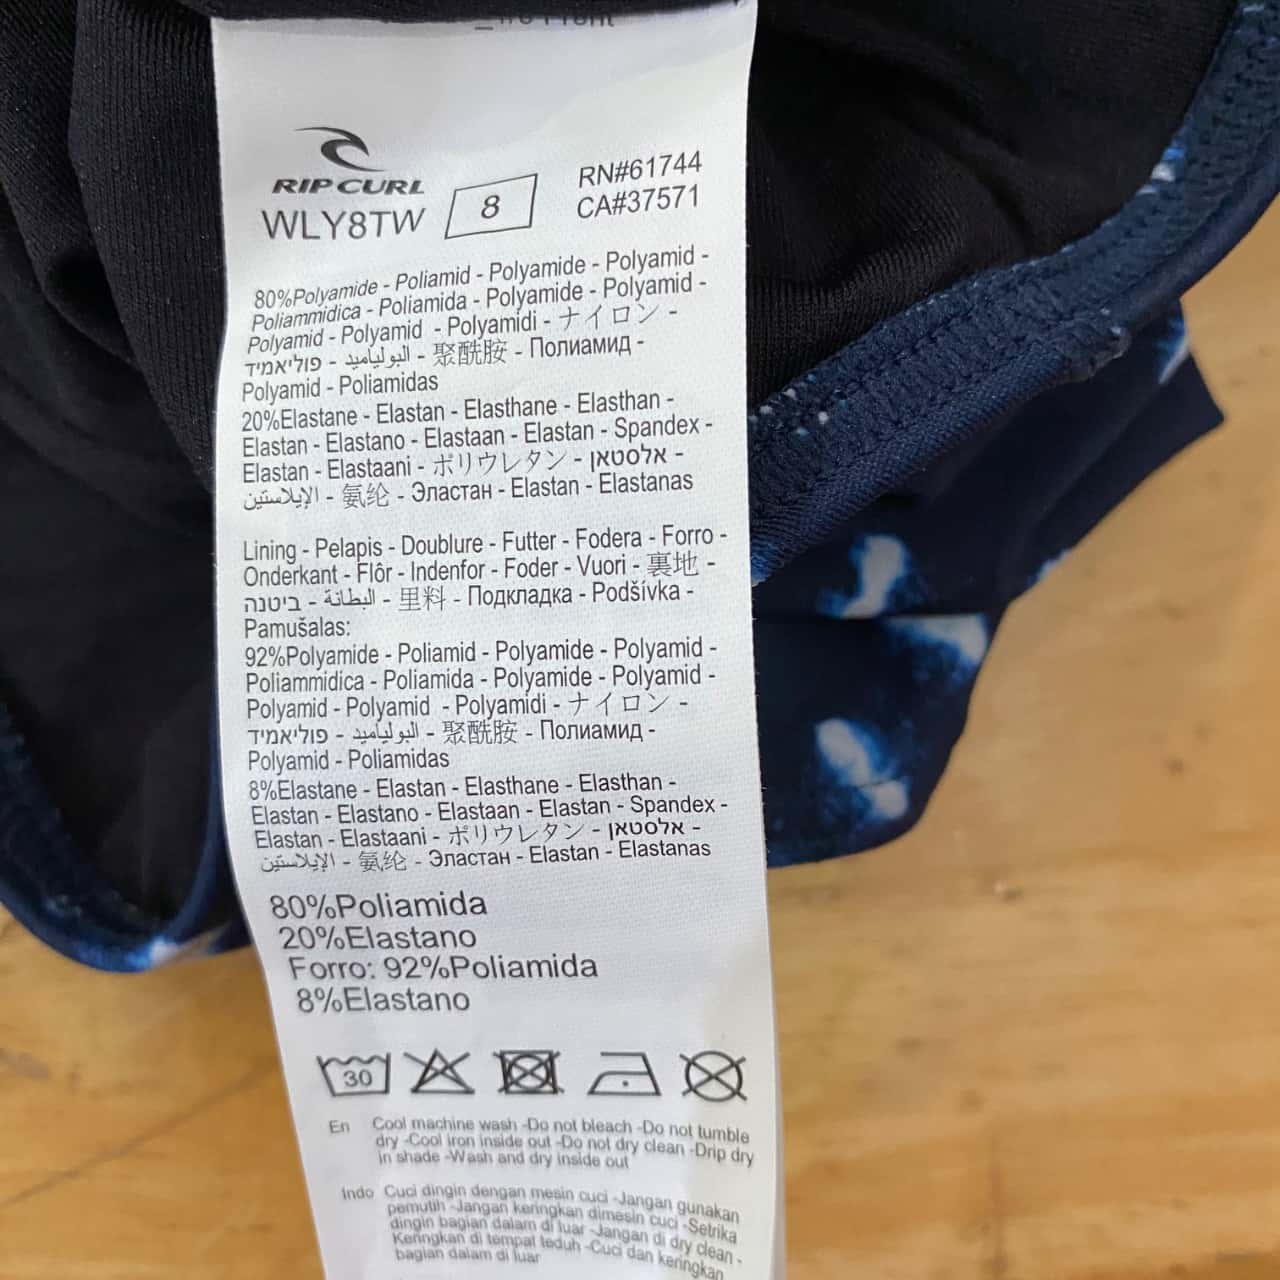 RIP CURL
WLY8TW
8
RN#61744
CA#37571
80%Polyamide - Poliamid - Polyamide - Polyamid -
Poliammidica - Poliamida - Polyamide - Polyamid -
Polyamid - Polyamid - Polyamidi - ナイロン -
פוליאמיד - البولياميد - 聚酰胺 - Полиамид -
Polyamid - Poliamidas
20%Elastane - Elastan - Elasthane - Elasthan -
Elastan - Elastano - Elastaan - Elastan - Spandex -
Elastan - Elastaani - ポリウレタン - אלסטאן -
الإيلاستين - 氨纶 - Эластан - Elastan - Elastanas
Lining - Pelapis - Doublure - Futter - Fodera - Forro -
Onderkant - Flôr - Indenfor - Foder - Vuori - 裏地 -
ביטנה - البطانة - 里料 - Подкладка - Podšívka -
Pamušalas:
92%Polyamide - Poliamid - Polyamide - Polyamid -
Poliammidica - Poliamida - Polyamide - Polyamid -
Polyamid - Polyamid - Polyamidi - ナイロン -
פוליאמיד - البولياميد - 聚酰胺 - Полиамид -
Polyamid - Poliamidas
8%Elastane - Elastan - Elasthane - Elasthan -
Elastan - Elastano - Elastaan - Elastan - Spandex -
Elastan - Elastaani - ポリウレタン - אלסטאן -
الإيلاستين - 氨纶 - Эластан - Elastan - Elastanas
80%Poliamida
20%Elastano
Forro: 92%Poliamida
8%Elastano
30
En Cool machine wash -Do not bleach -Do not tumble
dry -Cool iron inside out -Do not dry clean -Drip dry
in shade -Wash and dry inside out
Indo Cuci dingin dengan mesin cuci -Jangan gunakan
pemutih -Jangan keringkan dimesin cuci -Setrika
dingin bagian dalam di luar -Jangan di dry clean -
Keringkan di tempat teduh -Cuci dan keringkan
bagian dalam di luar